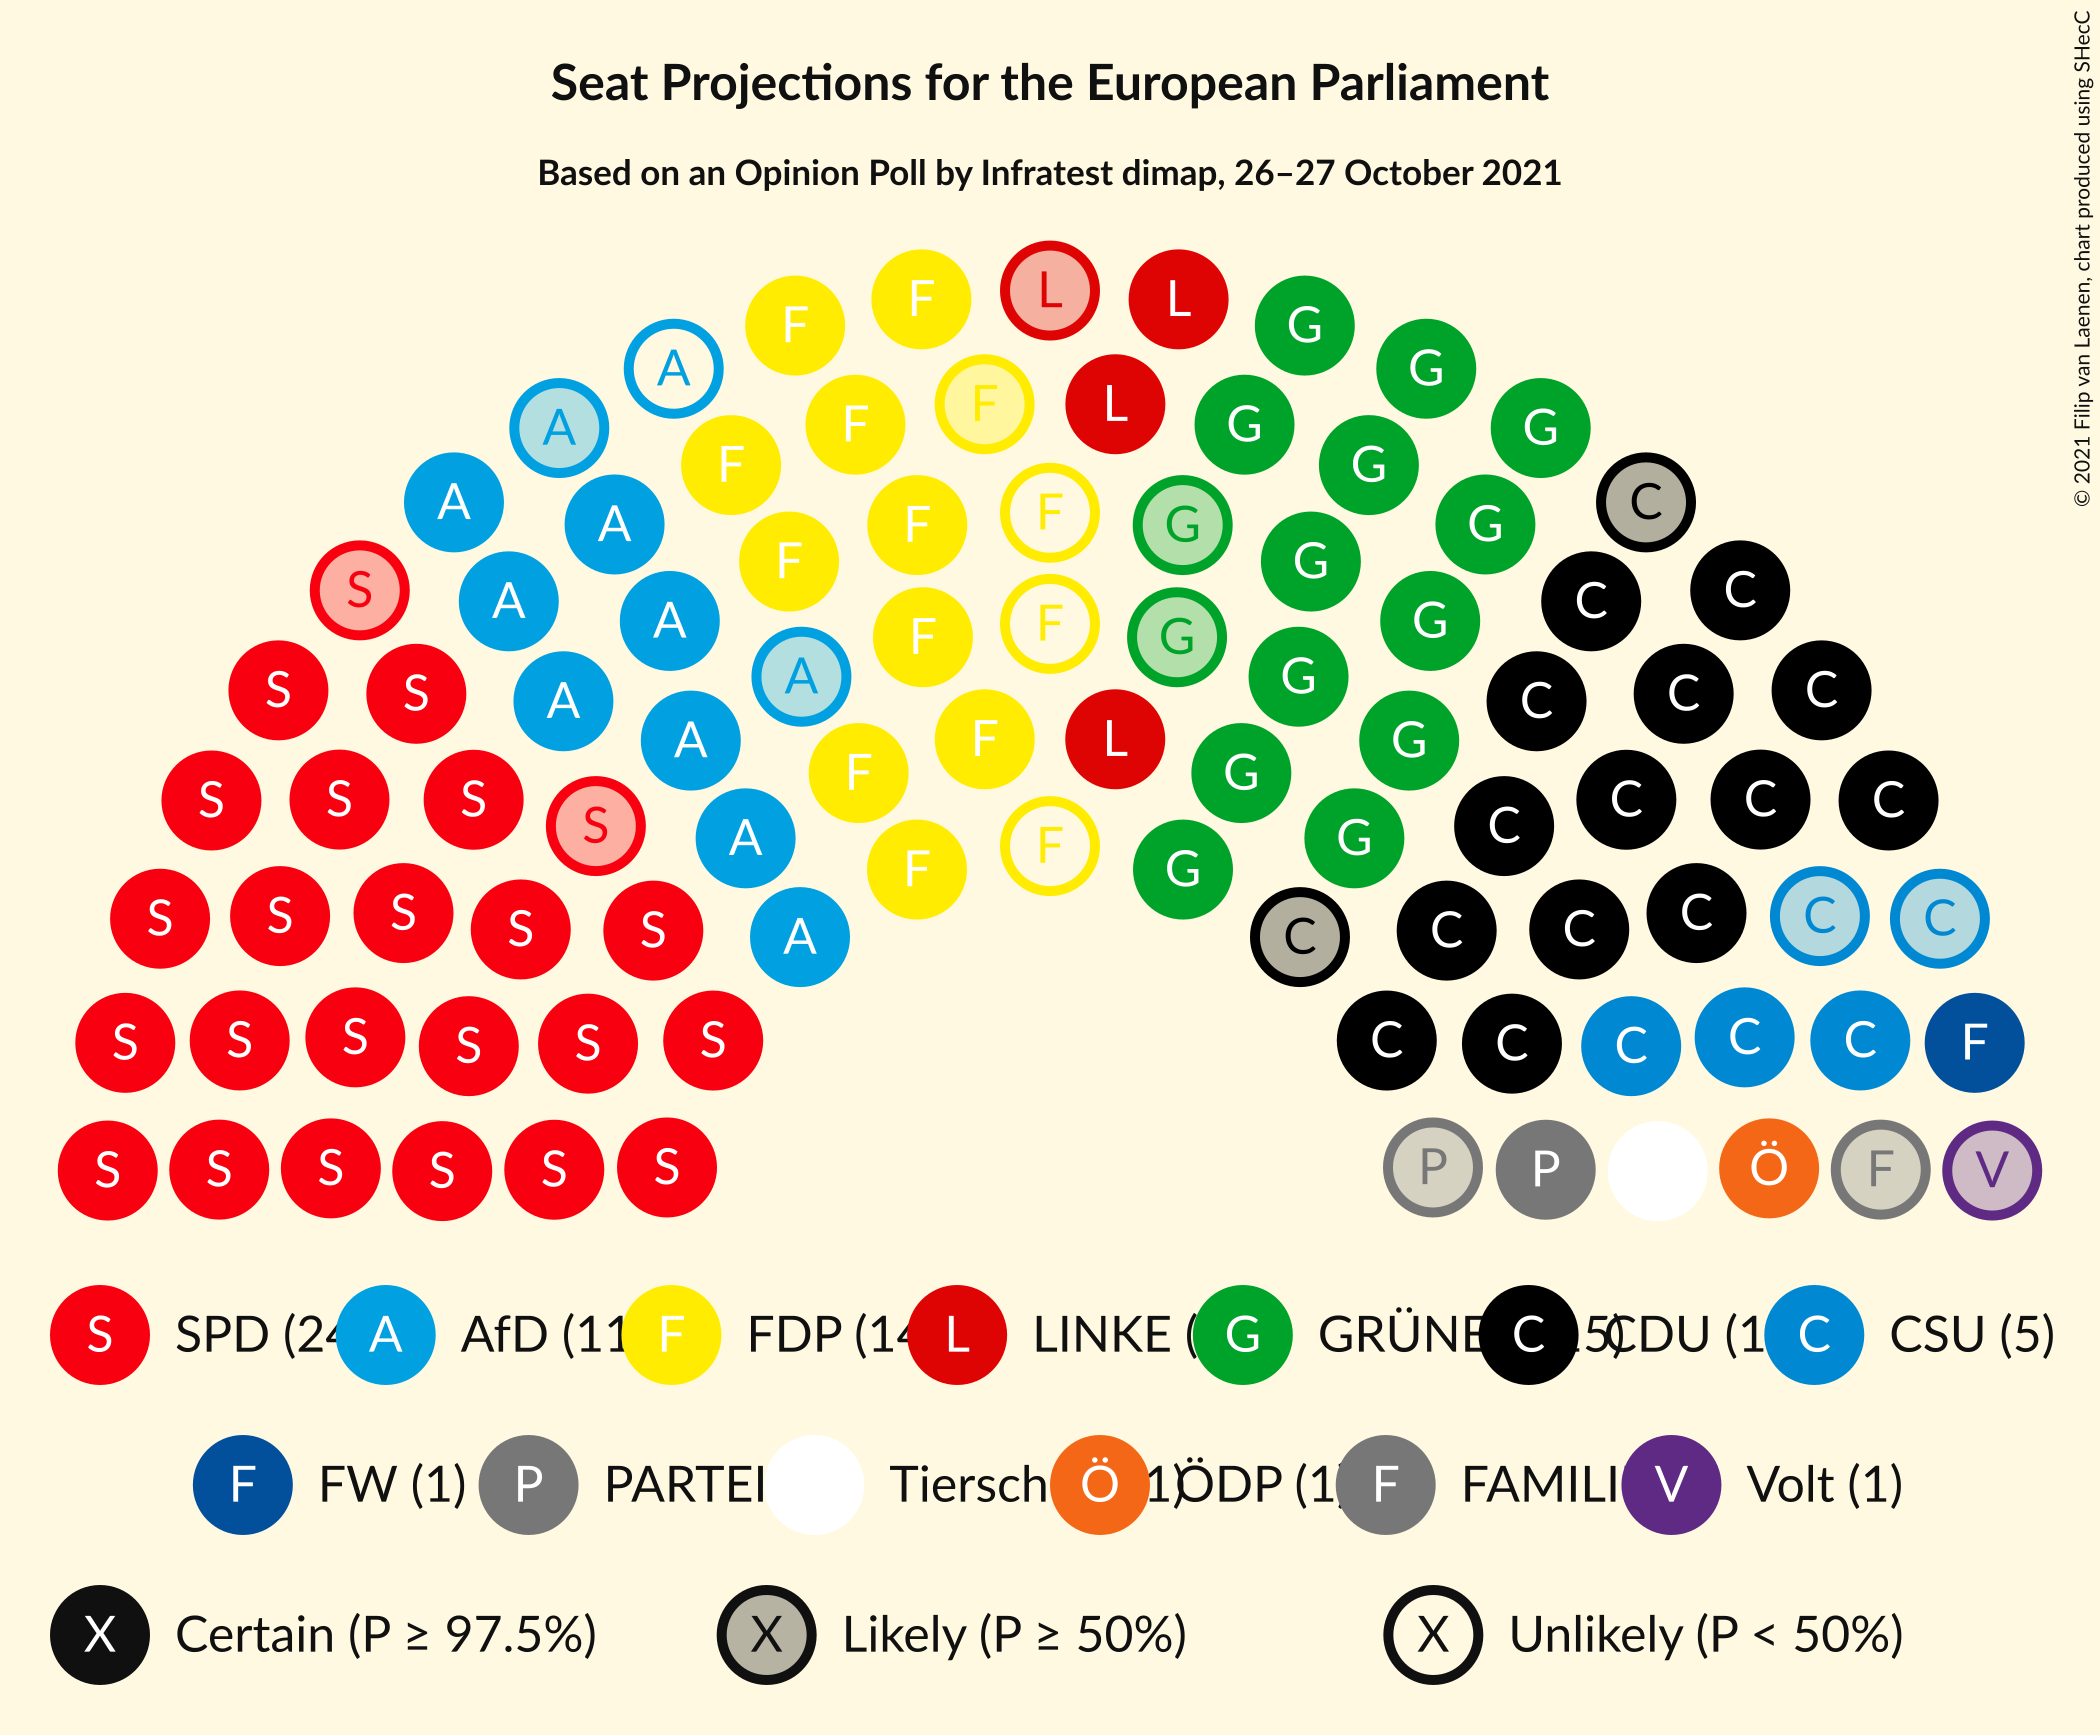 Seat Projections for the European Parliament
Based on an Opinion Poll by Infratest dimap, 26–27 October 2021
© 2021 Filip van Laenen, chart produced using SHecC
L
F L
F G
A G
F F L G
A F G G
A F G C
A F F G G
A F G
S A A F F G G C C
S S A A A F L G G C C C
S S S S A F F G G C C C C
S S S S S A F G C C C C C C
S S S S S S C C C C C F
S S S S S S P P Ö F V
S SPD (24 A AfD (11 F FDP (14 L LINKE ( G GRÜNE C 5) CDU (1 C CSU (5)
F FW (1) P PARTEI Tiersch Ö 1) ÖDP (1 F FAMILI V Volt (1)
X Certain (P ≥ 97.5%) X Likely (P ≥ 50%) X Unlikely (P < 50%)